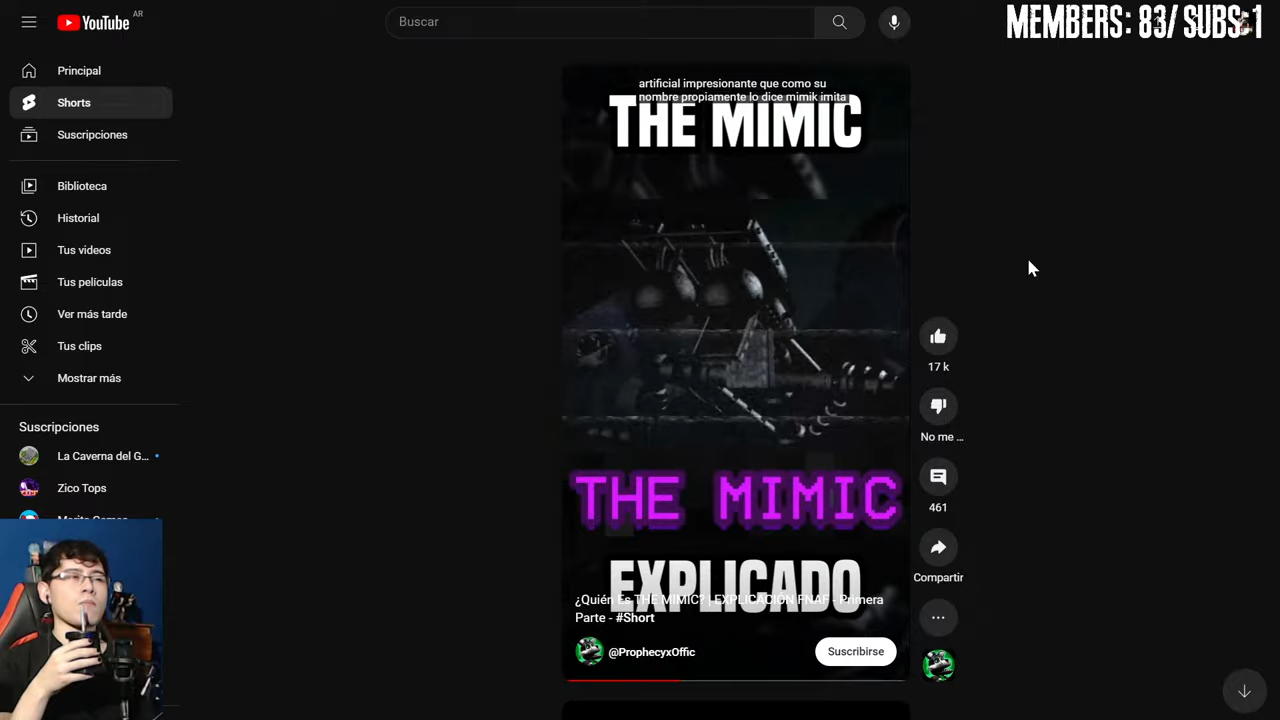 YouTube
AR
Buscar
MEMBERS: 83/ SUBS:1
Principal
Shorts
Suscripciones
Biblioteca
Historial
Tus videos
Tus películas
Ver más tarde
Tus clips
Mostrar más
Suscripciones
La Caverna del G...
Zico Tops
artificial impresionante que como su
nombre propiamente lo dice mimik imita
THE MIMIC
THE MIMIC
EXPLICADO
¿Quién Es THE MIMIC? | EXPLICACIÓN FNAF - Primera
Parte - #Short
@ProphecyxOffic
Suscribirse
17 k
No me ...
461
Compartir